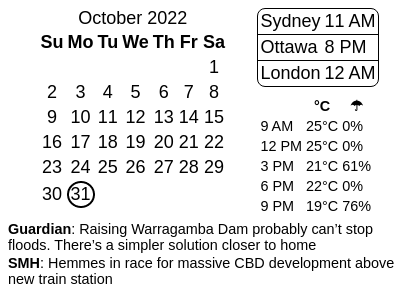 October 2022
Su Mo Tu We Th Fr Sa
1
2 3 4 5 6 7 8
9 10 11 12 13 14 15
16 17 18 19 20 21 22
23 24 25 26 27 28 29
30 31
Sydney 11 AM
Ottawa 8 PM
London 12 AM
°C ☂
9 AM 25°C 0%
12 PM 25°C 0%
3 PM 21°C 61%
6 PM 22°C 0%
9 PM 19°C 76%
Guardian: Raising Warragamba Dam probably can’t stop
floods. There’s a simpler solution closer to home
SMH: Hemmes in race for massive CBD development above
new train station